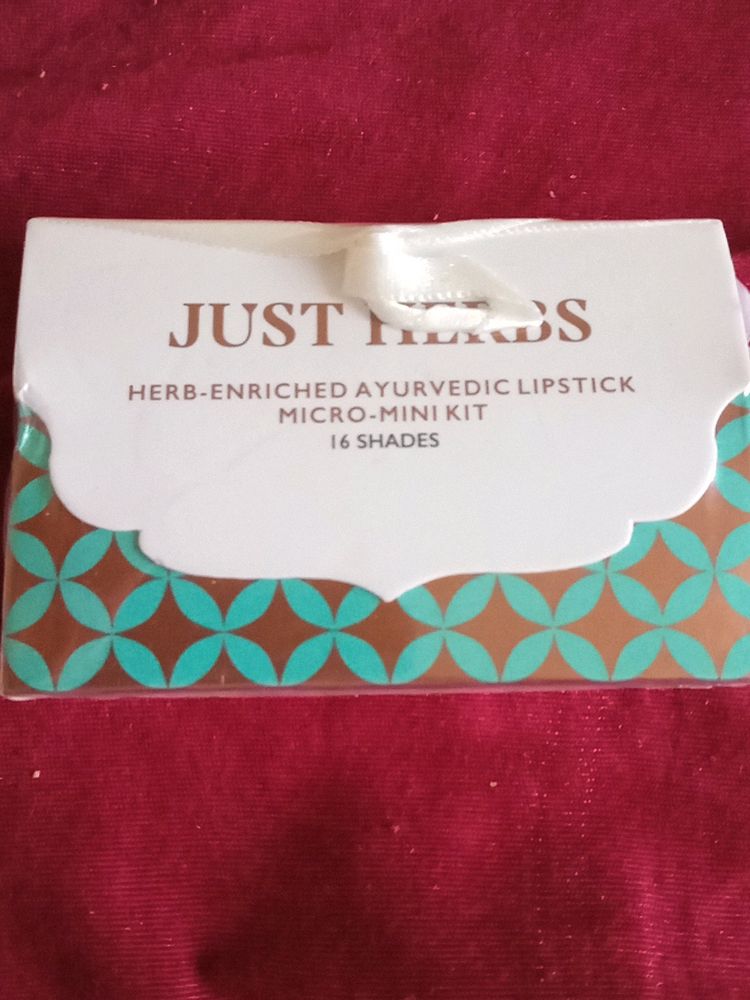 JUST HERBS
HERB-ENRICHED AYURVEDIC LIPSTICK
MICRO-MINI KIT
16 SHADES